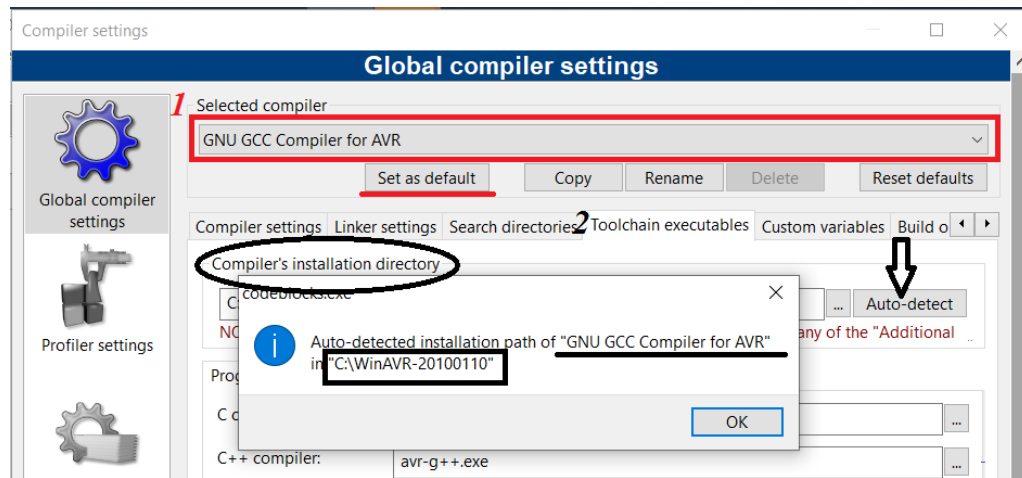 Compiler settings
Global compiler settings
1
Selected compiler
GNU GCC Compiler for AVR
Set as default
Copy
Rename
Delete
Reset defaults
Global compiler
settings
Compiler settings
Linker settings
Search directories
2
Toolchain executables
Custom variables
Build o
Compiler's installation directory
C:
...
Auto-detect
NO
any of the "Additional
codeblocks.exe
Auto-detected installation path of "GNU GCC Compiler for AVR"
in "C:\WinAVR-20100110"
OK
Profiler settings
Prog
C c
...
C++ compiler:
avr-g++.exe
...